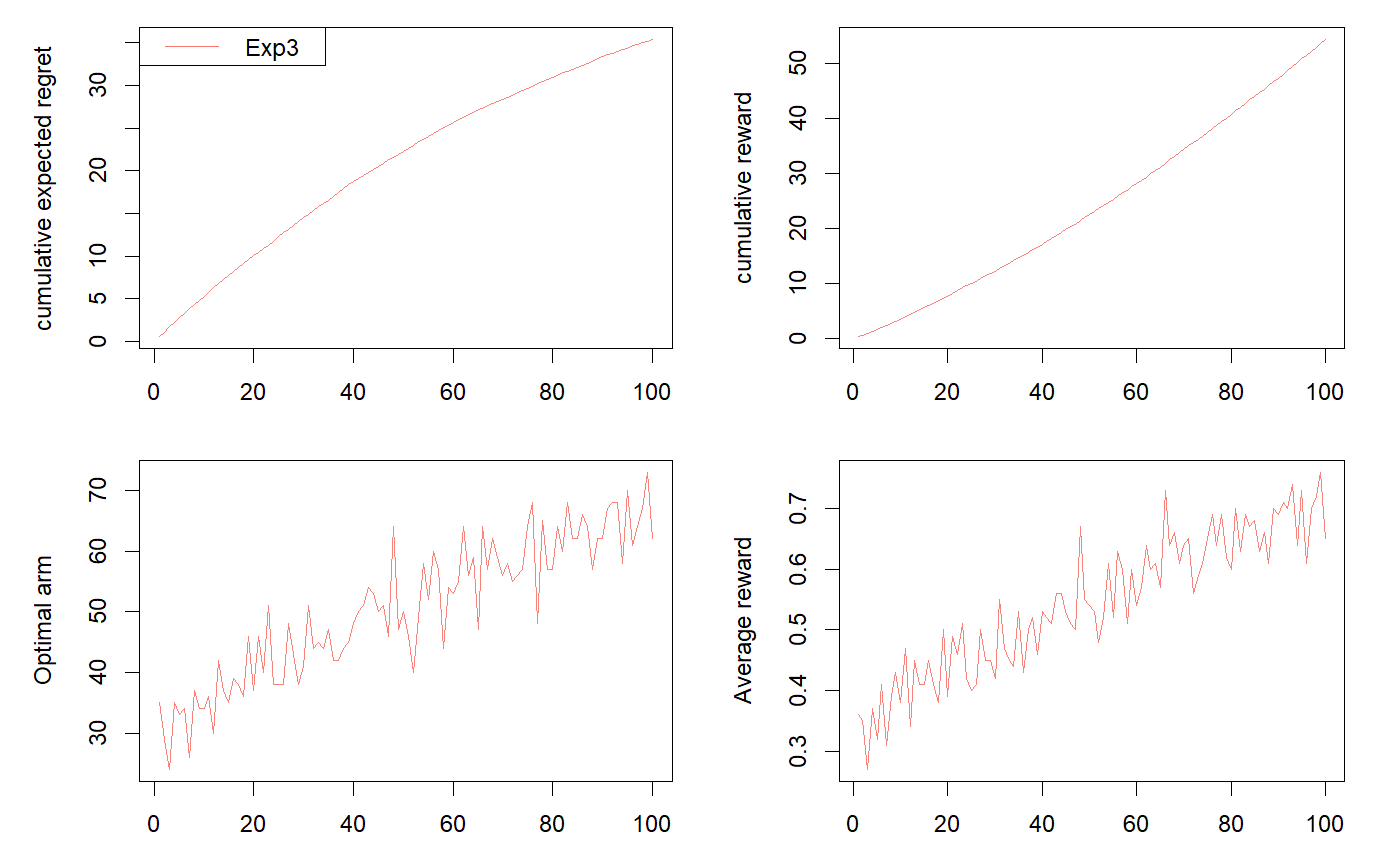 Exp3
cumulative expected regret
0 5 10 20 30
0 20 40 60 80 100
cumulative reward
0 10 20 30 40 50
0 20 40 60 80 100
Optimal arm
30 40 50 60 70
0 20 40 60 80 100
Average reward
0.3 0.4 0.5 0.6 0.7
0 20 40 60 80 100